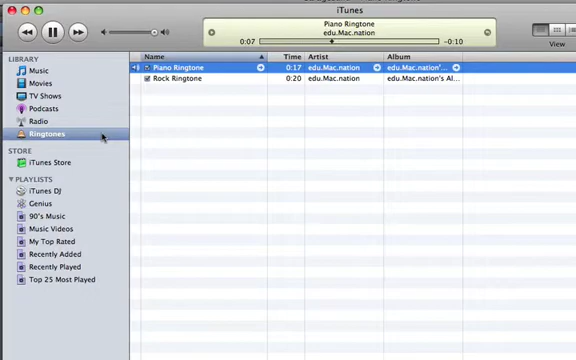 iTunes
Piano Ringtone
edu.Mac.nation
0:07
-0:10
View
LIBRARY
Music
Movies
TV Shows
Podcasts
Radio
Ringtones
STORE
iTunes Store
PLAYLISTS
iTunes DJ
Genius
90's Music
Music Videos
My Top Rated
Recently Added
Recently Played
Top 25 Most Played
Name Time Artist Album
Piano Ringtone 0:17 edu.Mac.nation edu.Mac.nation'...
Rock Ringtone 0:20 edu.Mac.nation edu.Mac.nation's Al...